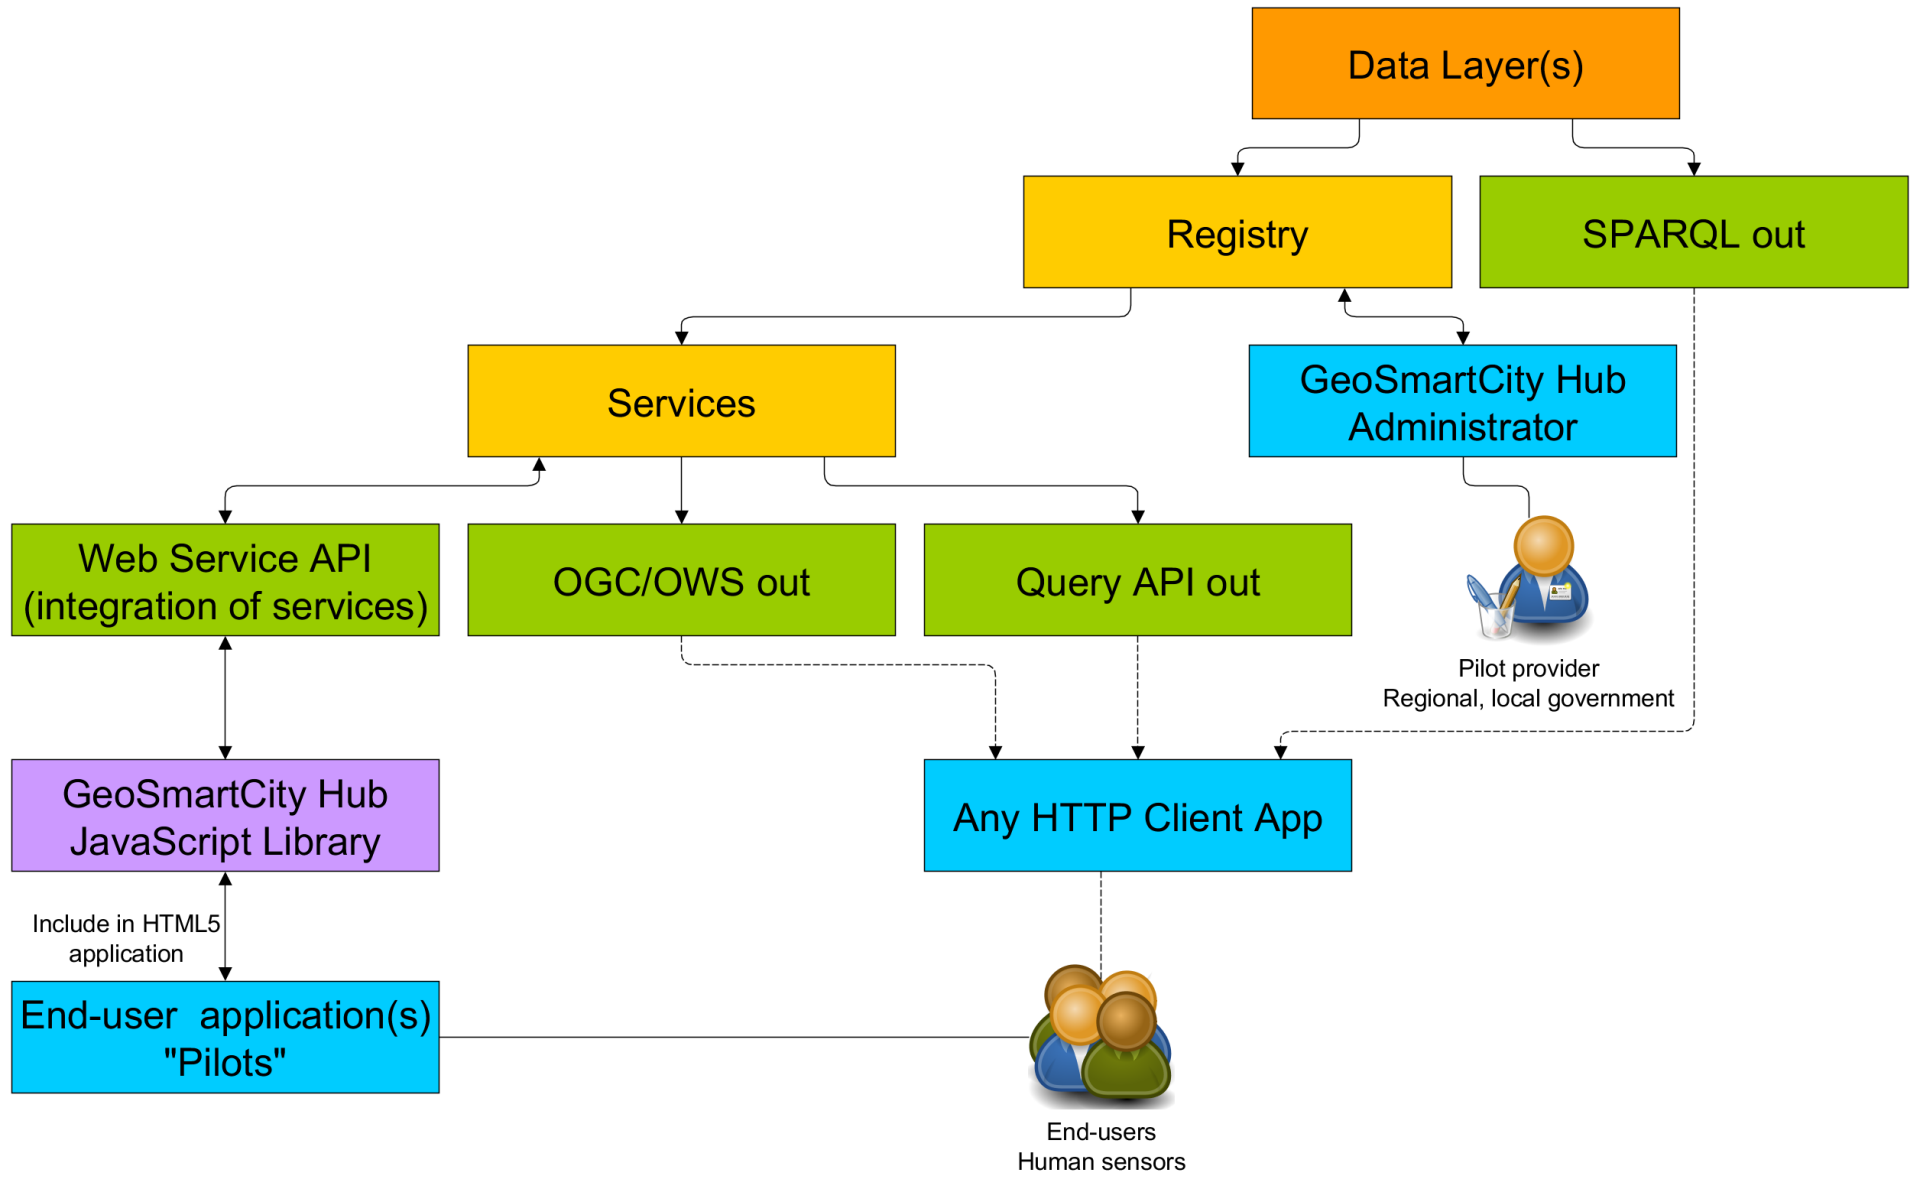 Data Layer(s)
Registry
SPARQL out
Services
GeoSmartCity Hub
Administrator
Web Service API
(integration of services)
OGC/OWS out
Query API out
Pilot provider
Regional, local government
GeoSmartCity Hub
JavaScript Library
Any HTTP Client App
Include in HTML5
application
End-user  application(s)
"Pilots"
End-users
Human sensors